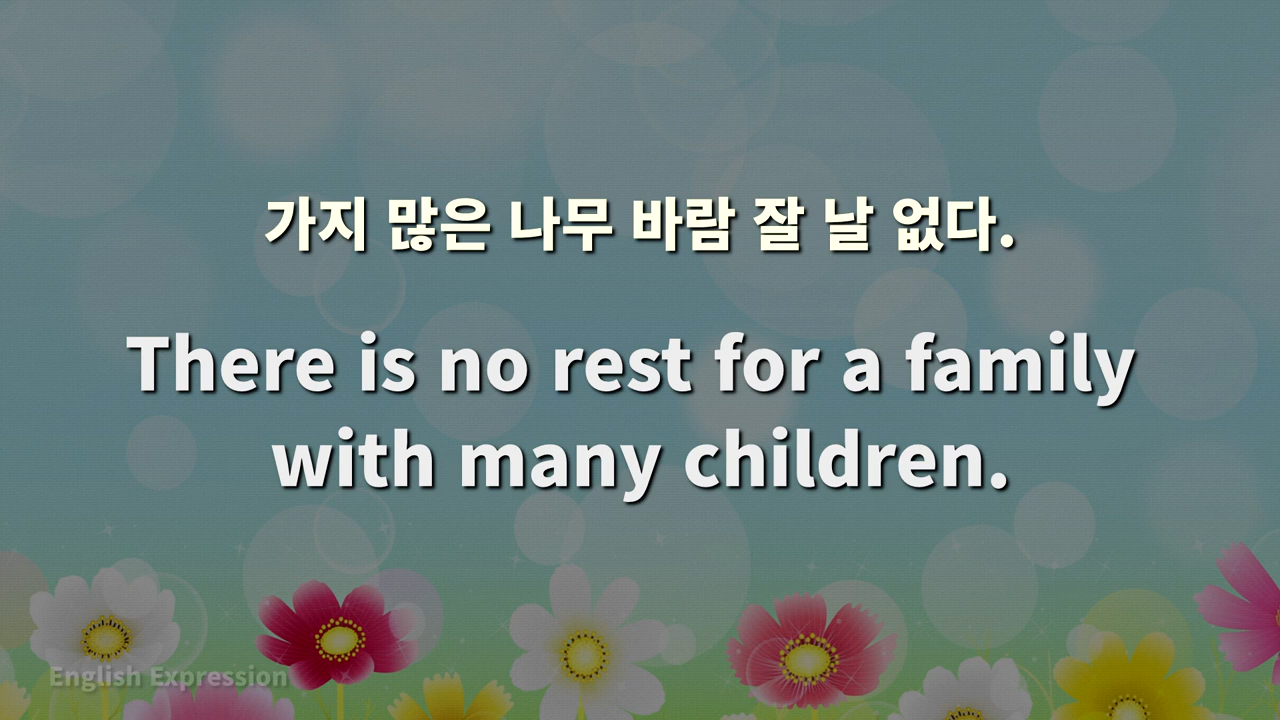 가지 많은 나무 바람 잘 날 없다.
There is no rest for a family
with many children.
English Expression